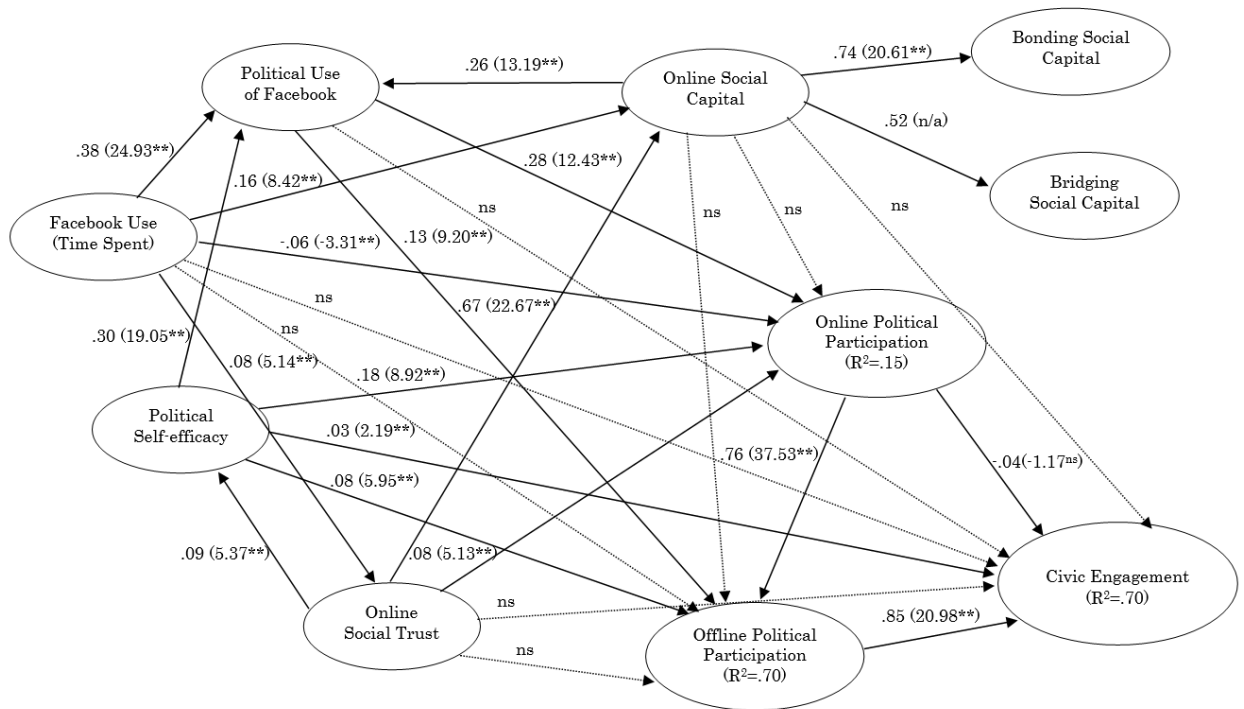 Bonding Social
Capital
.74 (20.61**)
.26 (13.19**)
Political Use
of Facebook
Online Social
Capital
.52 (n/a)
.38 (24.93**)
.28 (12.43**)
.16 (8.42**)
Bridging
Social Capital
ns
ns
ns
ns
Facebook Use
(Time Spent)
-.06 (-3.31**)
.13 (9.20**)
ns
.67 (22.67**)
ns
Online Political
Participation
(R²=.15)
.30 (19.05**)
.08 (5.14**)
.18 (8.92**)
Political
Self-efficacy
.03 (2.19**)
.76 (37.53**)
-.04(-1.17ns)
.08 (5.95**)
.09 (5.37**)
.08 (5.13**)
Civic Engagement
(R²=.70)
ns
Online
Social Trust
.85 (20.98**)
Offline Political
Participation
(R²=.70)
ns